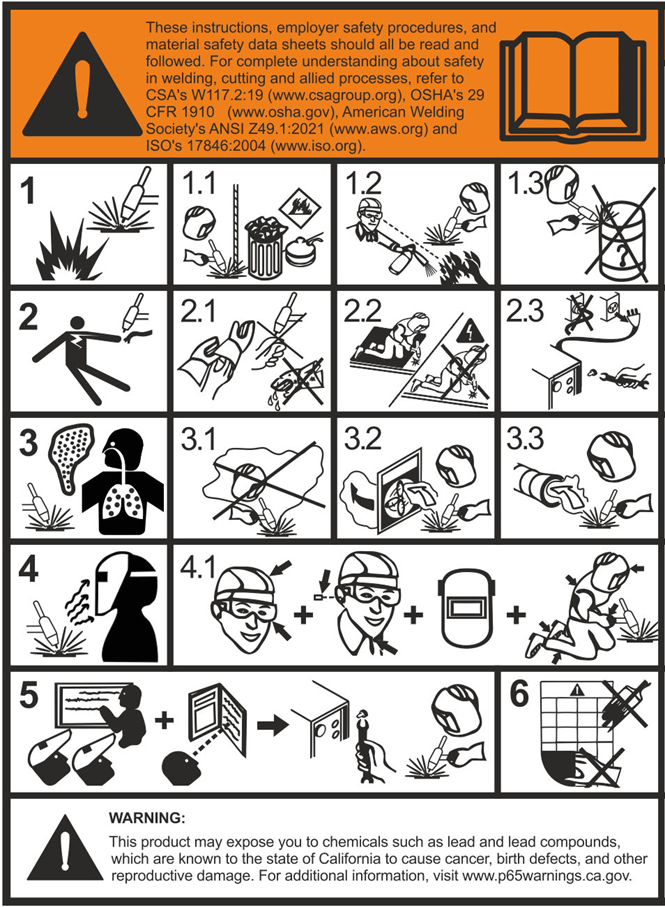 These instructions, employer safety procedures, and
material safety data sheets should all be read and
followed. For complete understanding about safety
in welding, cutting and allied processes, refer to
CSA's W117.2:19 (www.csagroup.org), OSHA's 29
CFR 1910 (www.osha.gov), American Welding
Society's ANSI Z49.1:2021 (www.aws.org) and
ISO's 17846:2004 (www.iso.org).
1
1.1
1.2
1.3
?
2
2.1
2.2
2.3
3
3.1
3.2
3.3
4
4.1
+
+
+
5
+
6
WARNING:
This product may expose you to chemicals such as lead and lead compounds,
which are known to the state of California to cause cancer, birth defects, and other
reproductive damage. For additional information, visit www.p65warnings.ca.gov.